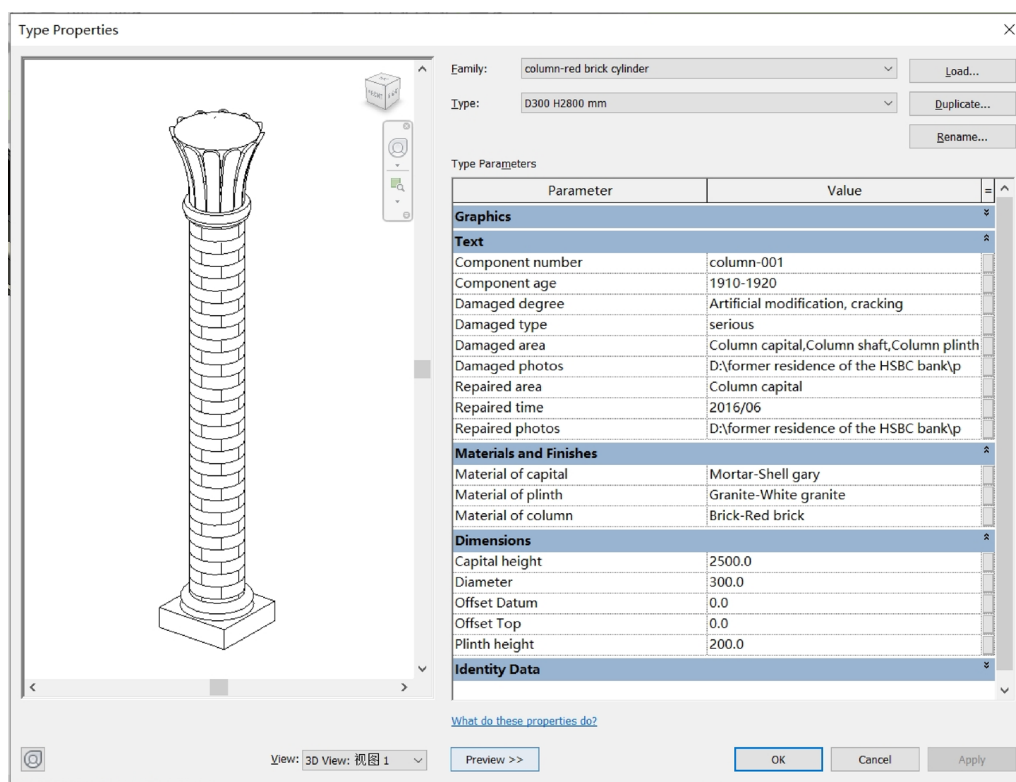 Type Properties
Family: column-red brick cylinder Load...
Type: D300 H2800 mm Duplicate...
Rename...
Type Parameters
Parameter Value =
Graphics
Text
Component number column-001
Component age 1910-1920
Damaged degree Artificial modification, cracking
Damaged type serious
Damaged area Column capital,Column shaft,Column plinth
Damaged photos D:\former residence of the HSBC bank\p
Repaired area Column capital
Repaired time 2016/06
Repaired photos D:\former residence of the HSBC bank\p
Materials and Finishes
Material of capital Mortar-Shell gary
Material of plinth Granite-White granite
Material of column Brick-Red brick
Dimensions
Capital height 2500.0
Diameter 300.0
Offset Datum 0.0
Offset Top 0.0
Plinth height 200.0
Identity Data
What do these properties do?
View: 3D View: 视图 1 Preview >> OK Cancel Apply